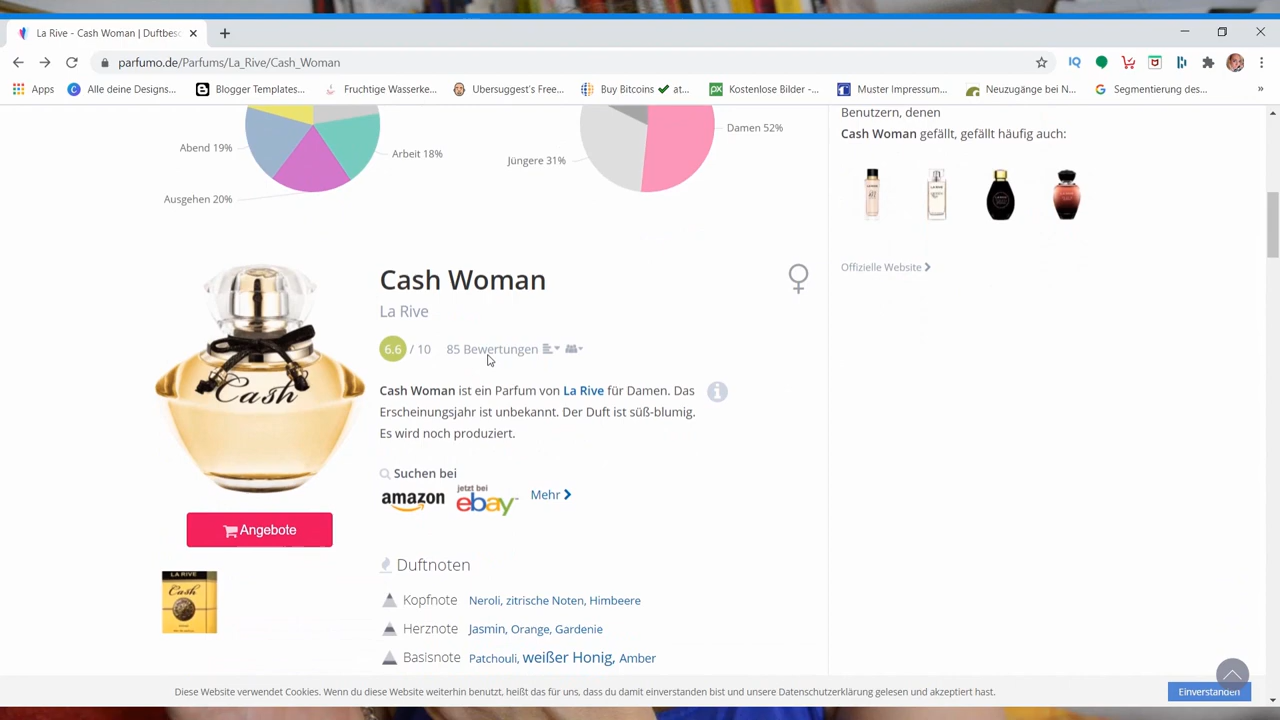 La Rive - Cash Woman | Duftbesc
parfumo.de/Parfums/La_Rive/Cash_Woman
Apps
Alle deine Designs...
Blogger Templates...
Fruchtige Wasserke...
Ubersuggest's Free...
Buy Bitcoins ✔ at...
Kostenlose Bilder -...
Muster Impressum...
Neuzugänge bei N...
Segmentierung des...
»
Abend 19%
Arbeit 18%
Ausgehen 20%
Damen 52%
Jüngere 31%
Benutzern, denen
Cash Woman gefällt, gefällt häufig auch:
Offizielle Website
Cash Woman
La Rive
6.6 / 10 85 Bewertungen
Cash Woman ist ein Parfum von La Rive für Damen. Das
Erscheinungsjahr ist unbekannt. Der Duft ist süß-blumig.
Es wird noch produziert.
Suchen bei
amazon
jetzt bei
ebay
Mehr
Cash
Angebote
LA RIVE
Cash
Duftnoten
Kopfnote Neroli, zitrische Noten, Himbeere
Herznote Jasmin, Orange, Gardenie
Basisnote Patchouli, weißer Honig, Amber
Diese Website verwendet Cookies. Wenn du diese Website weiterhin benutzt, heißt das für uns, dass du damit einverstanden bist und unsere Datenschutzerklärung gelesen und akzeptiert hast.
Einverstanden